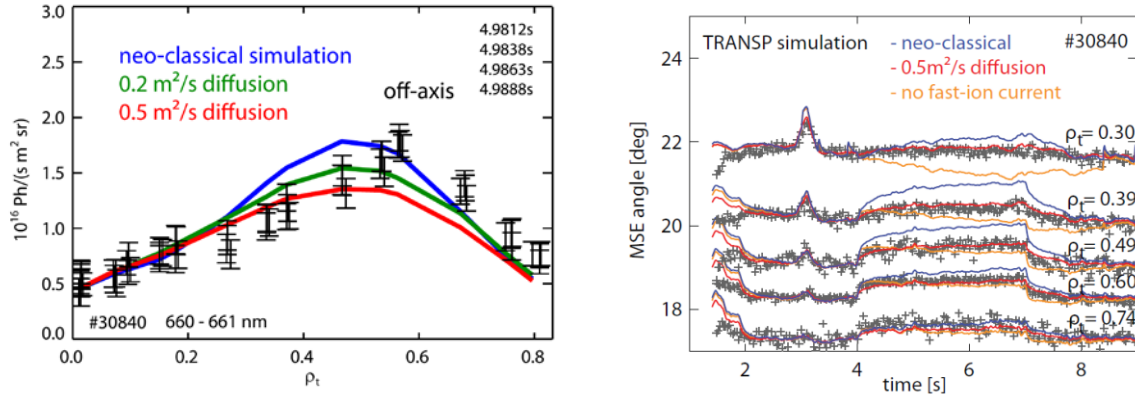 neo-classical simulation
0.2 m²/s diffusion
0.5 m²/s diffusion
4.9812s
4.9838s
4.9863s
4.9888s
off-axis
10¹⁶ Ph/(s m² sr)
3.0
2.5
2.0
1.5
1.0
0.5
0.0
#30840 660 - 661 nm
0.0 0.2 0.4 0.6 0.8
ρt
TRANSP simulation
- neo-classical
- 0.5m²/s diffusion
- no fast-ion current
#30840
MSE angle [deg]
24
22
20
18
ρt= 0.30
ρt= 0.39
ρt= 0.49
ρt= 0.60
ρt= 0.74
2 4 6 8
time [s]